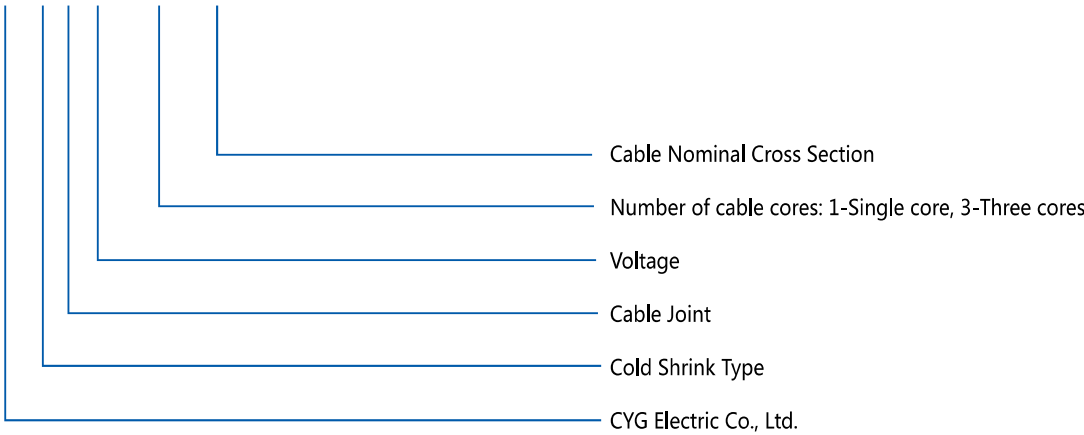 Cable Nominal Cross Section
Number of cable cores: 1-Single core, 3-Three cores
Voltage
Cable Joint
Cold Shrink Type
CYG Electric Co., Ltd.